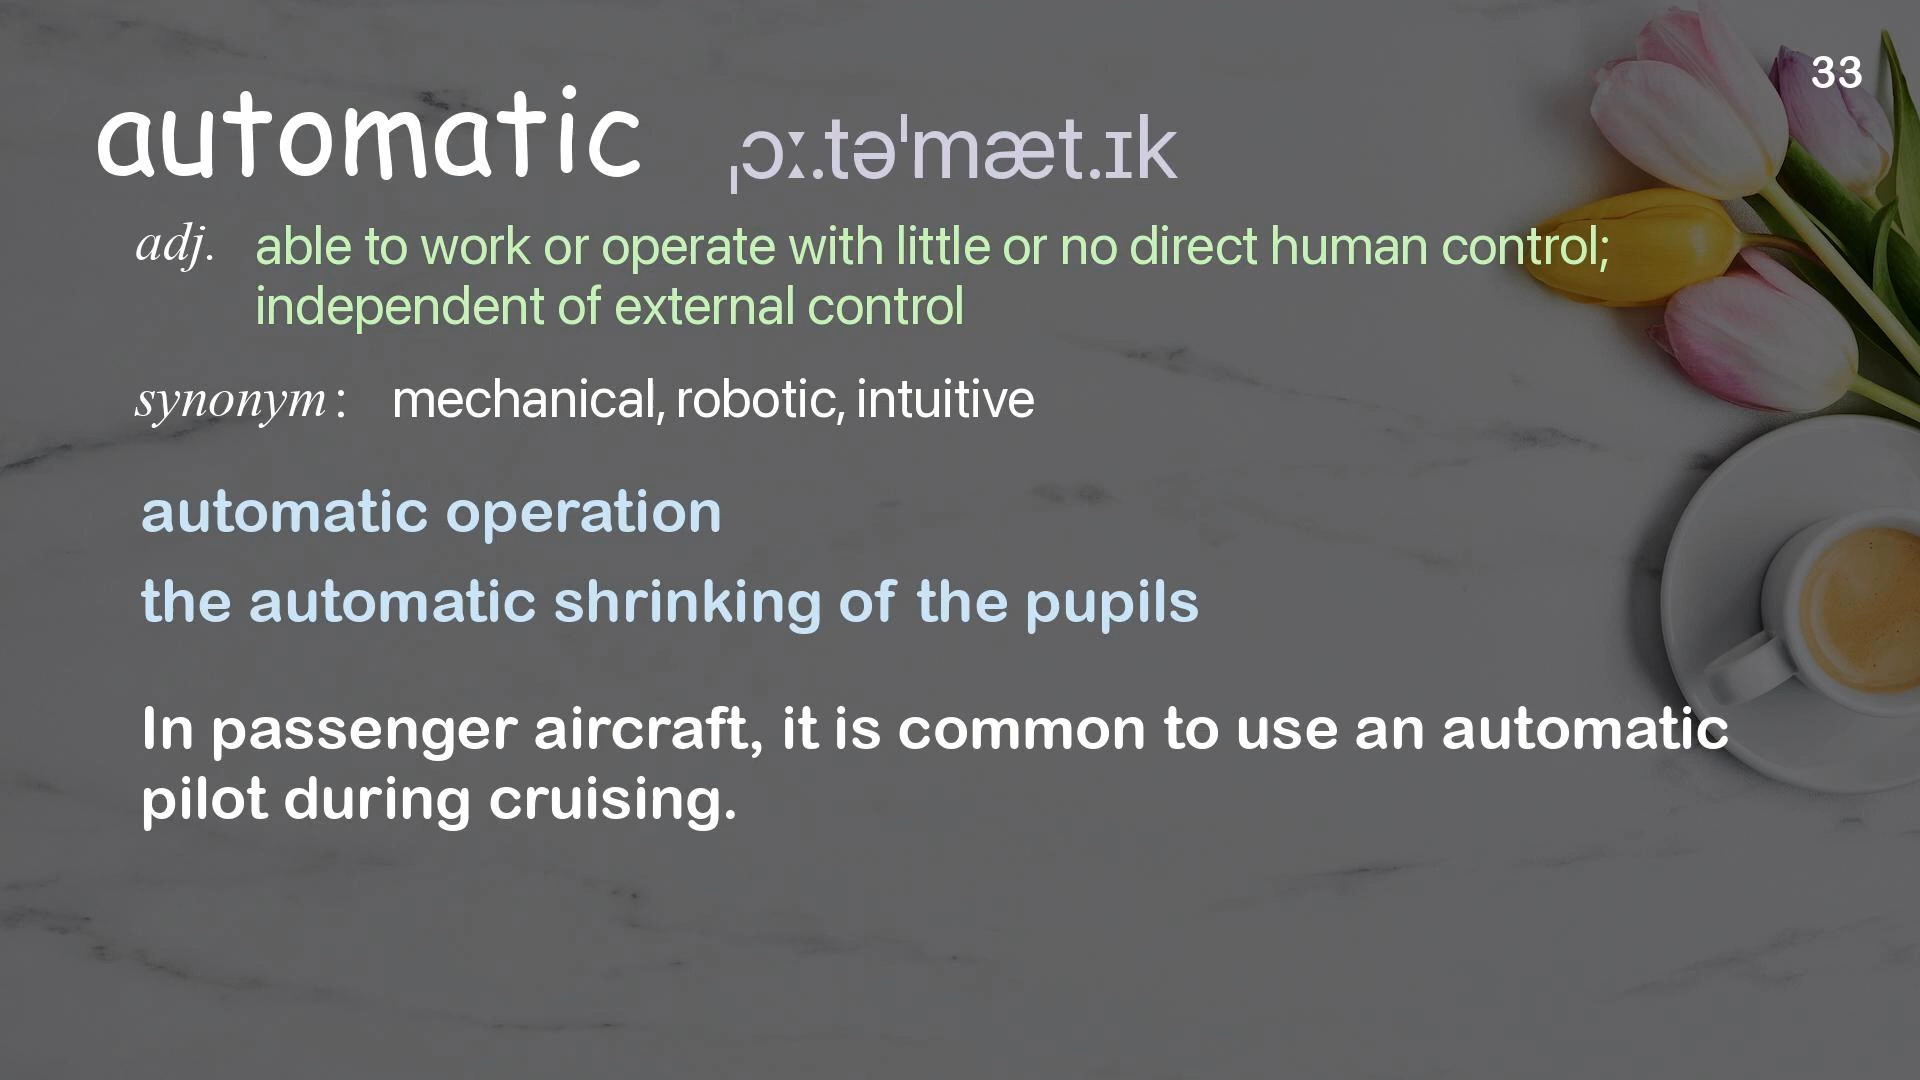 33
automatic ˌɔː.təˈmæt.ɪk
adj. able to work or operate with little or no direct human control;
independent of external control
synonym : mechanical, robotic, intuitive
automatic operation
the automatic shrinking of the pupils
In passenger aircraft, it is common to use an automatic
pilot during cruising.